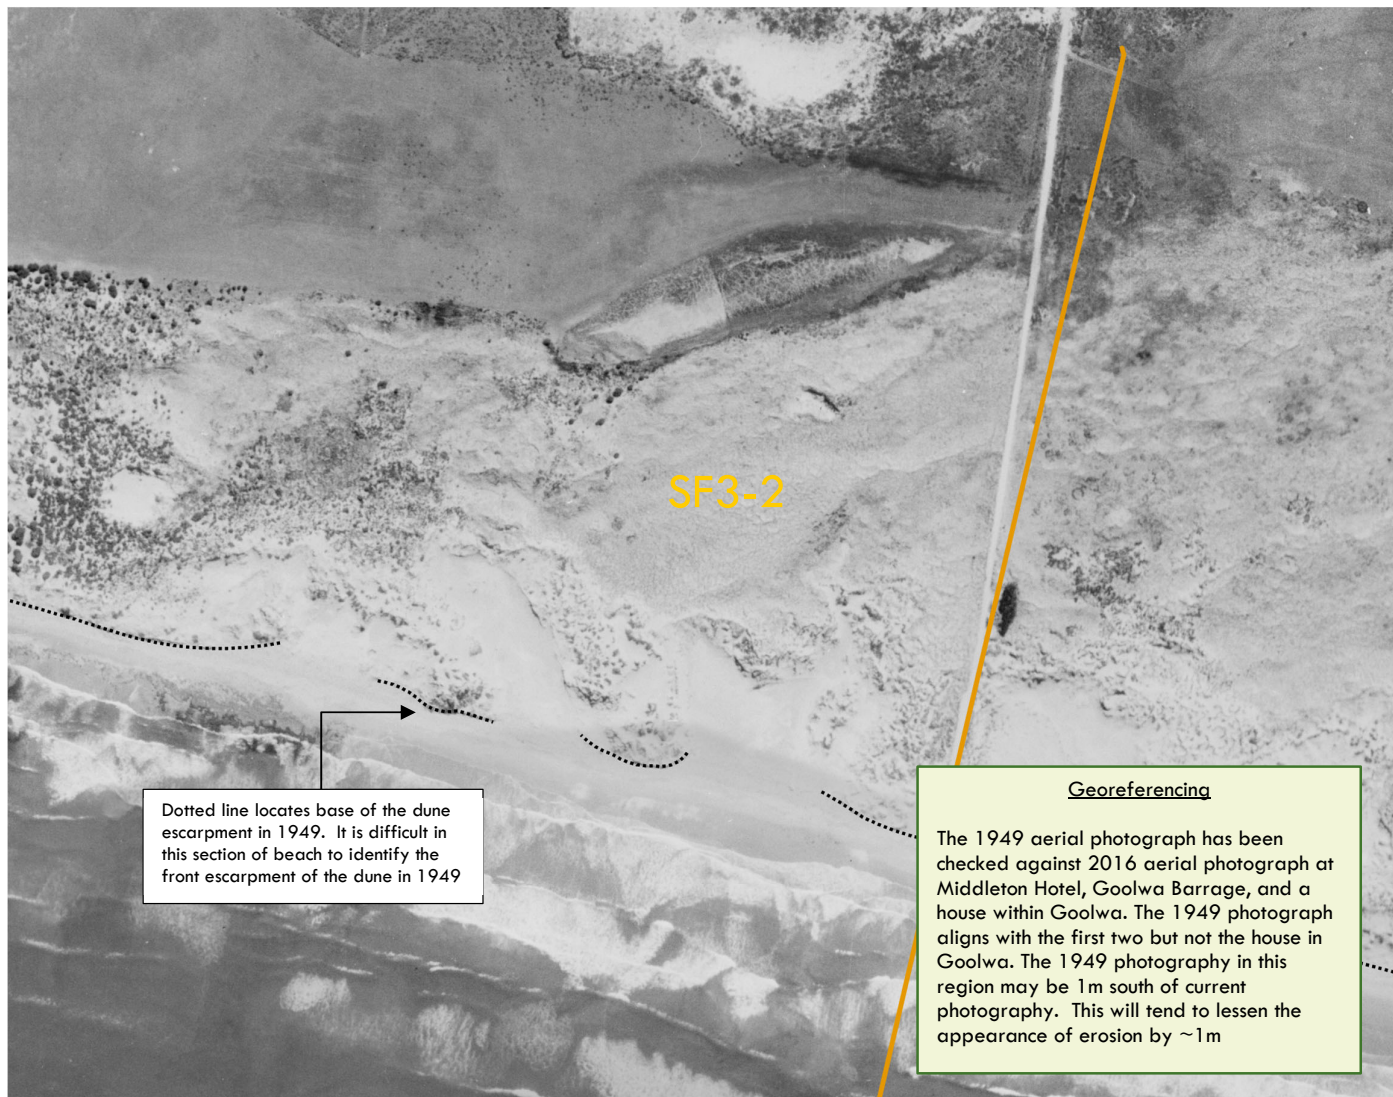 SF3-2
Dotted line locates base of the dune
escarpment in 1949.  It is difficult in
this section of beach to identify the
front escarpment of the dune in 1949
Georeferencing
The 1949 aerial photograph has been
checked against 2016 aerial photograph at
Middleton Hotel, Goolwa Barrage, and a
house within Goolwa. The 1949 photograph
aligns with the first two but not the house in
Goolwa. The 1949 photography in this
region may be 1m south of current
photography.  This will tend to lessen the
appearance of erosion by ~1m